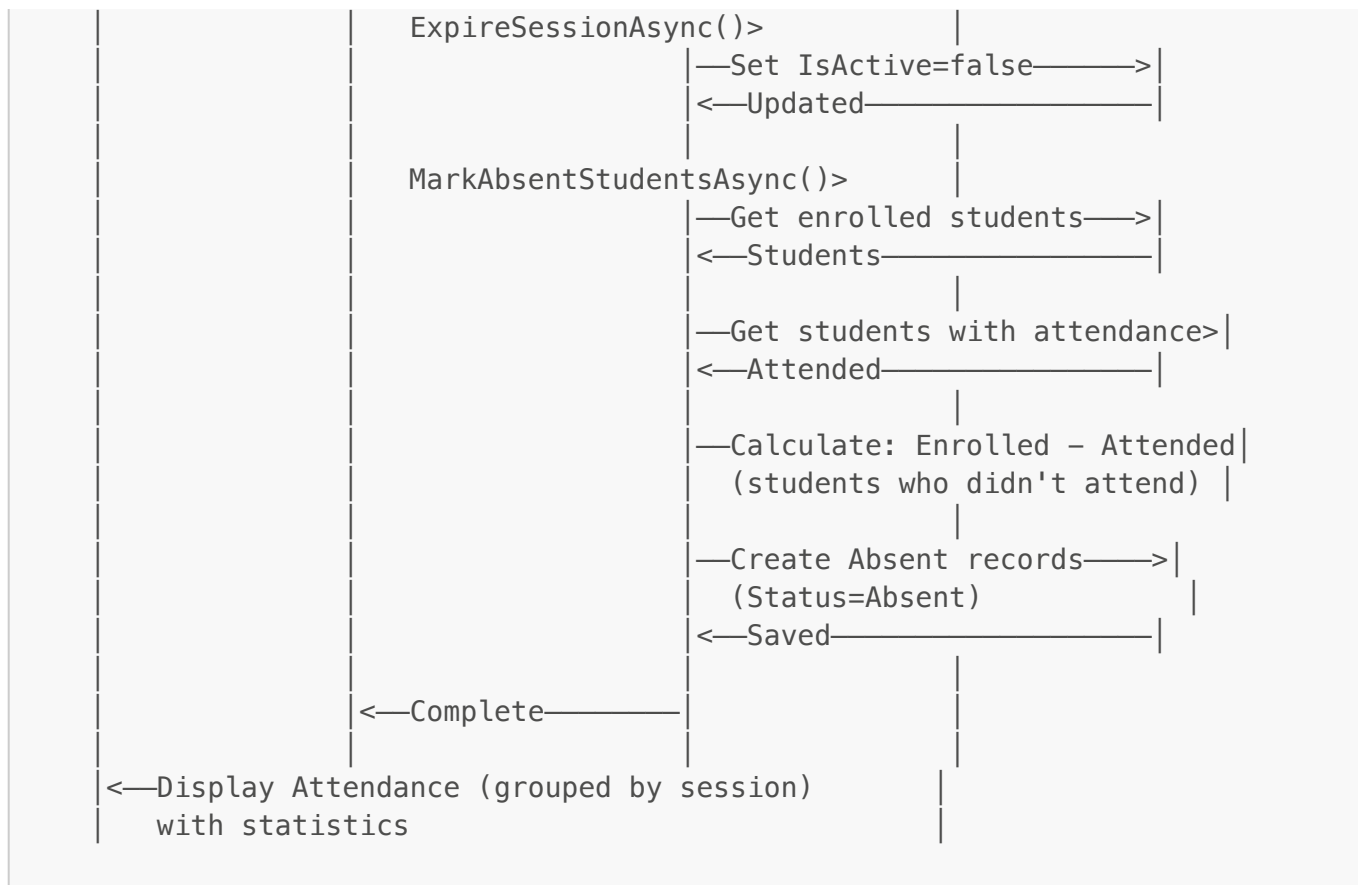 ExpireSessionAsync()>
|——Set IsActive=false——————>|
|<——Updated———————————————————|
MarkAbsentStudentsAsync()>
|——Get enrolled students———>|
|<——Students——————————————————|
|——Get students with attendance>|
|<——Attended——————————————————|
|——Calculate: Enrolled – Attended|
(students who didn't attend) |
|——Create Absent records————>|
(Status=Absent) |
|<——Saved—————————————————————|
|<——Complete—————————|
|<——Display Attendance (grouped by session) |
| with statistics |